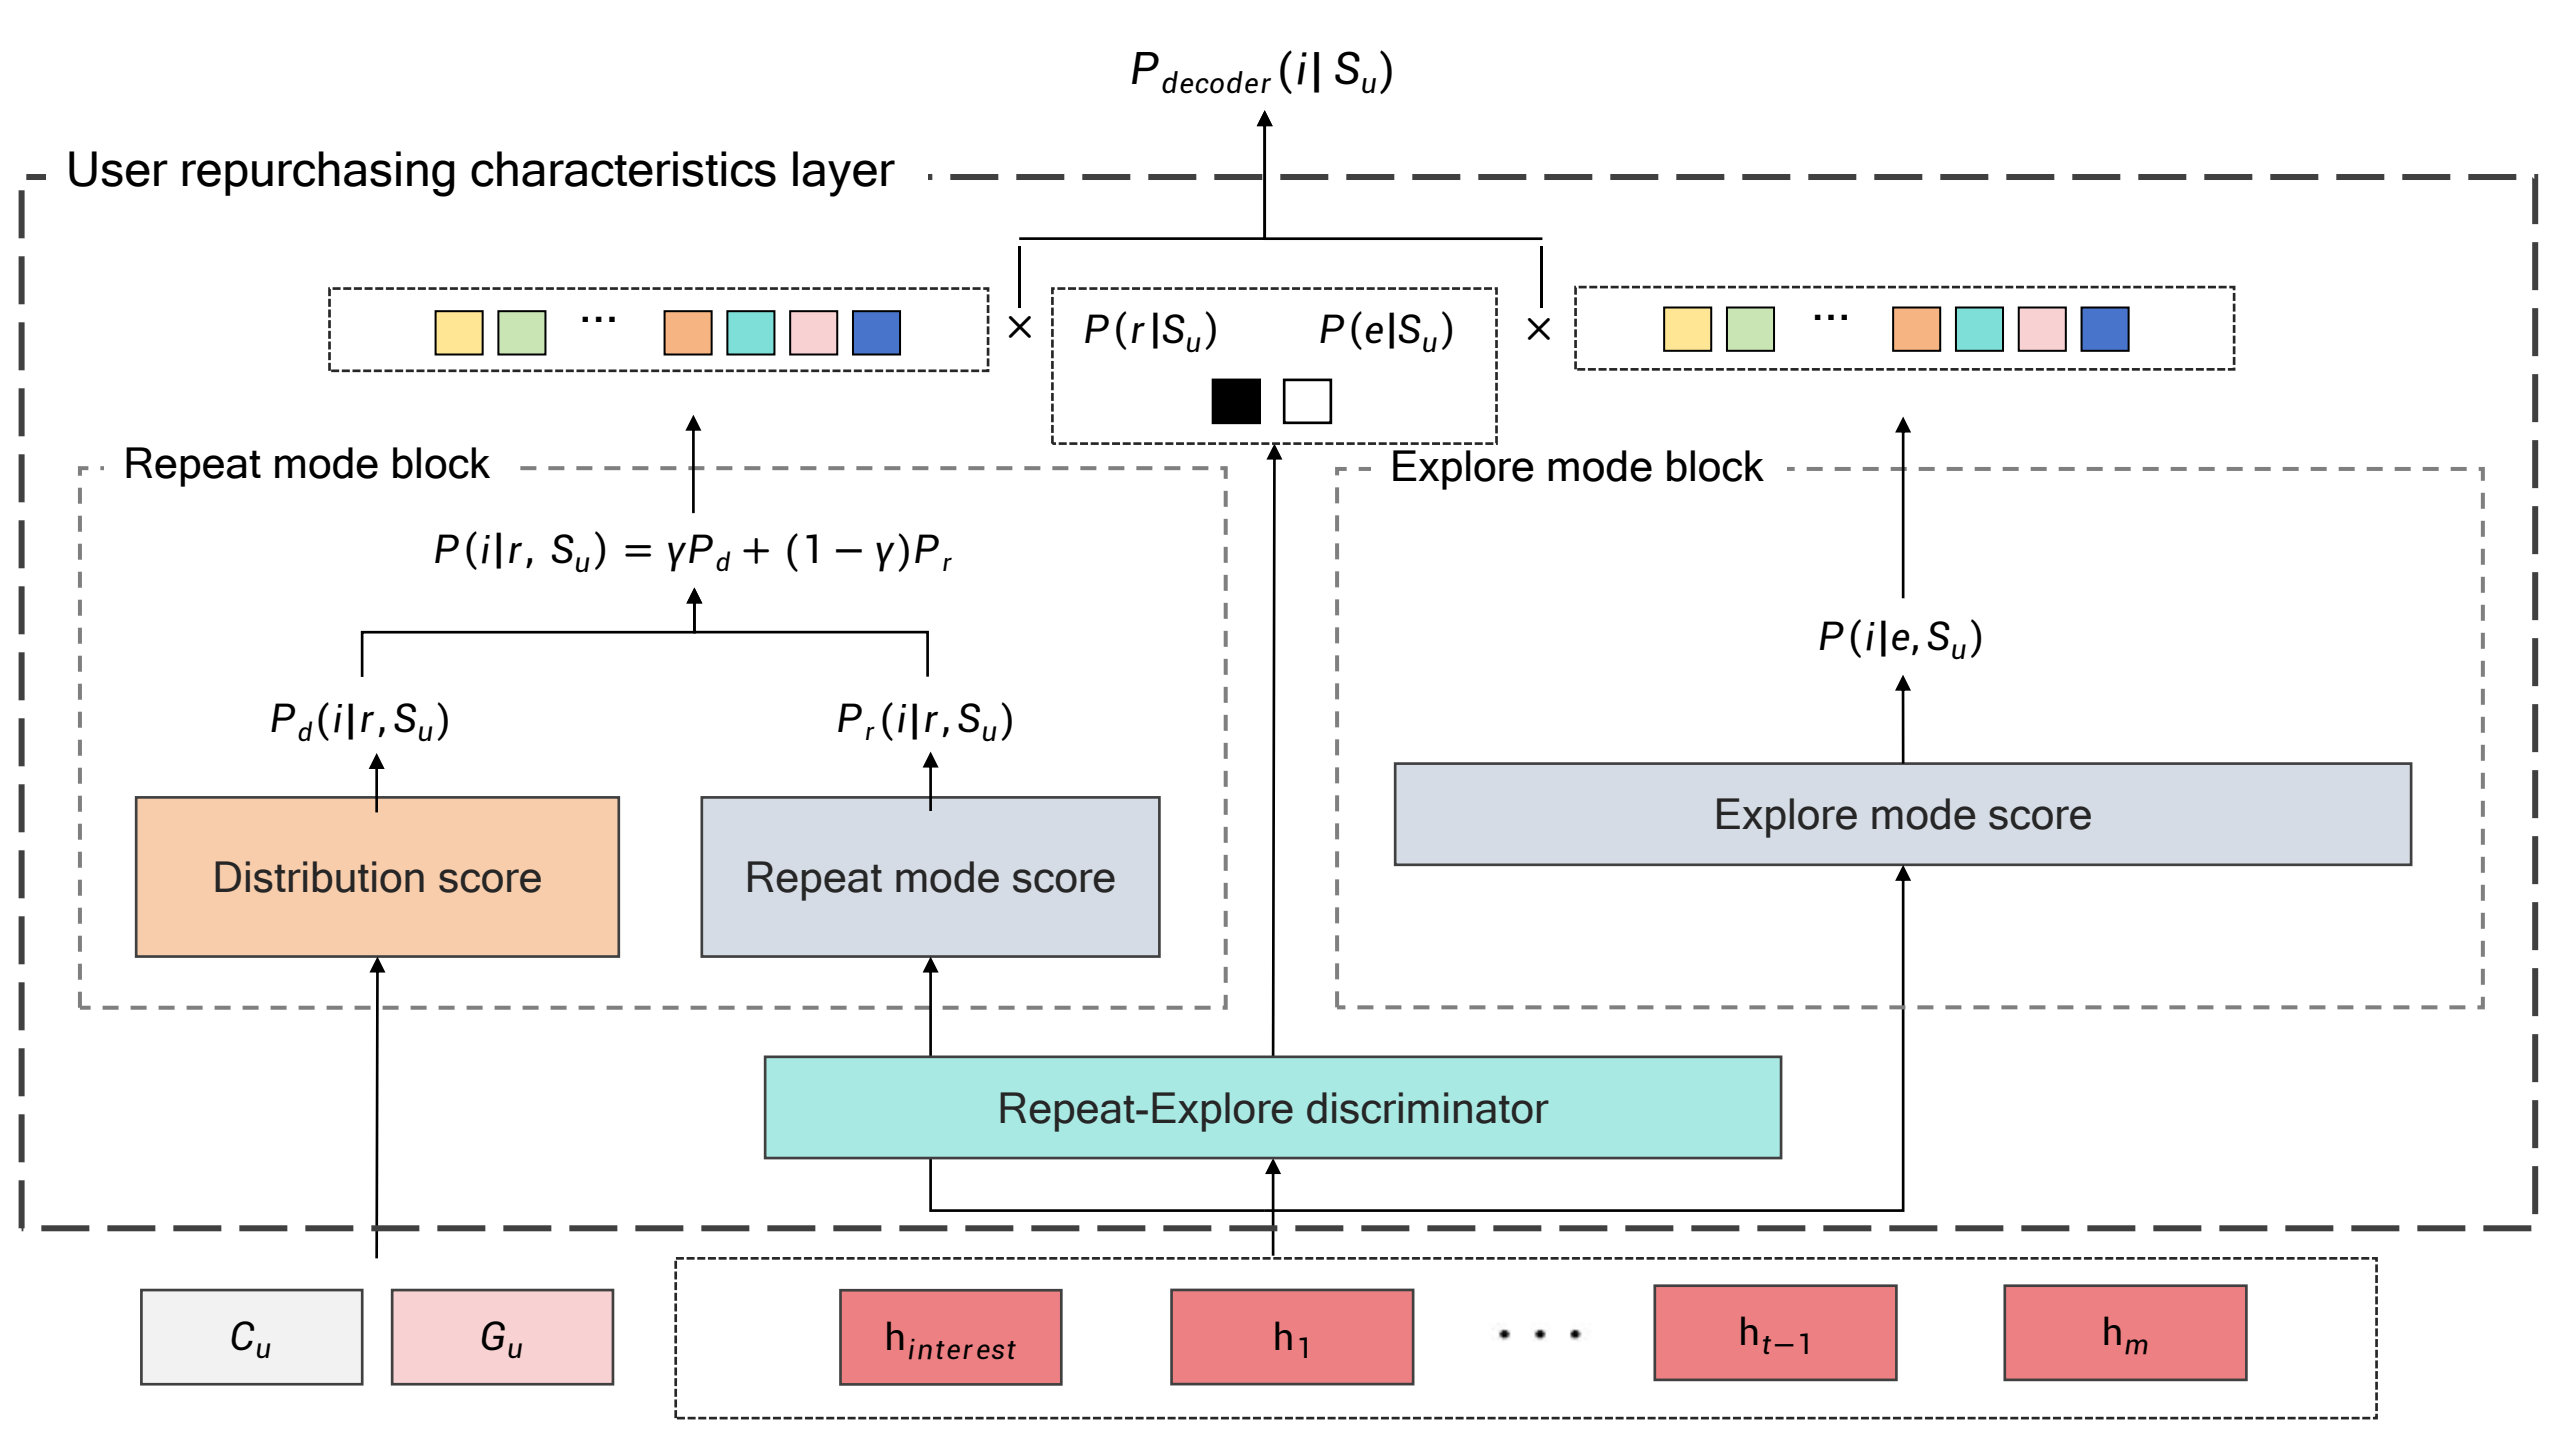 P_decoder(i| S_u)
User repurchasing characteristics layer
... × P(r|S_u) P(e|S_u) × ...
Repeat mode block
Explore mode block
P(i|r, S_u) = γP_d + (1 − γ)P_r
P(i|e, S_u)
P_d(i|r, S_u) P_r(i|r, S_u)
Explore mode score
Distribution score Repeat mode score
Repeat-Explore discriminator
C_u G_u h_interest h_1 · · · h_{t−1} h_m